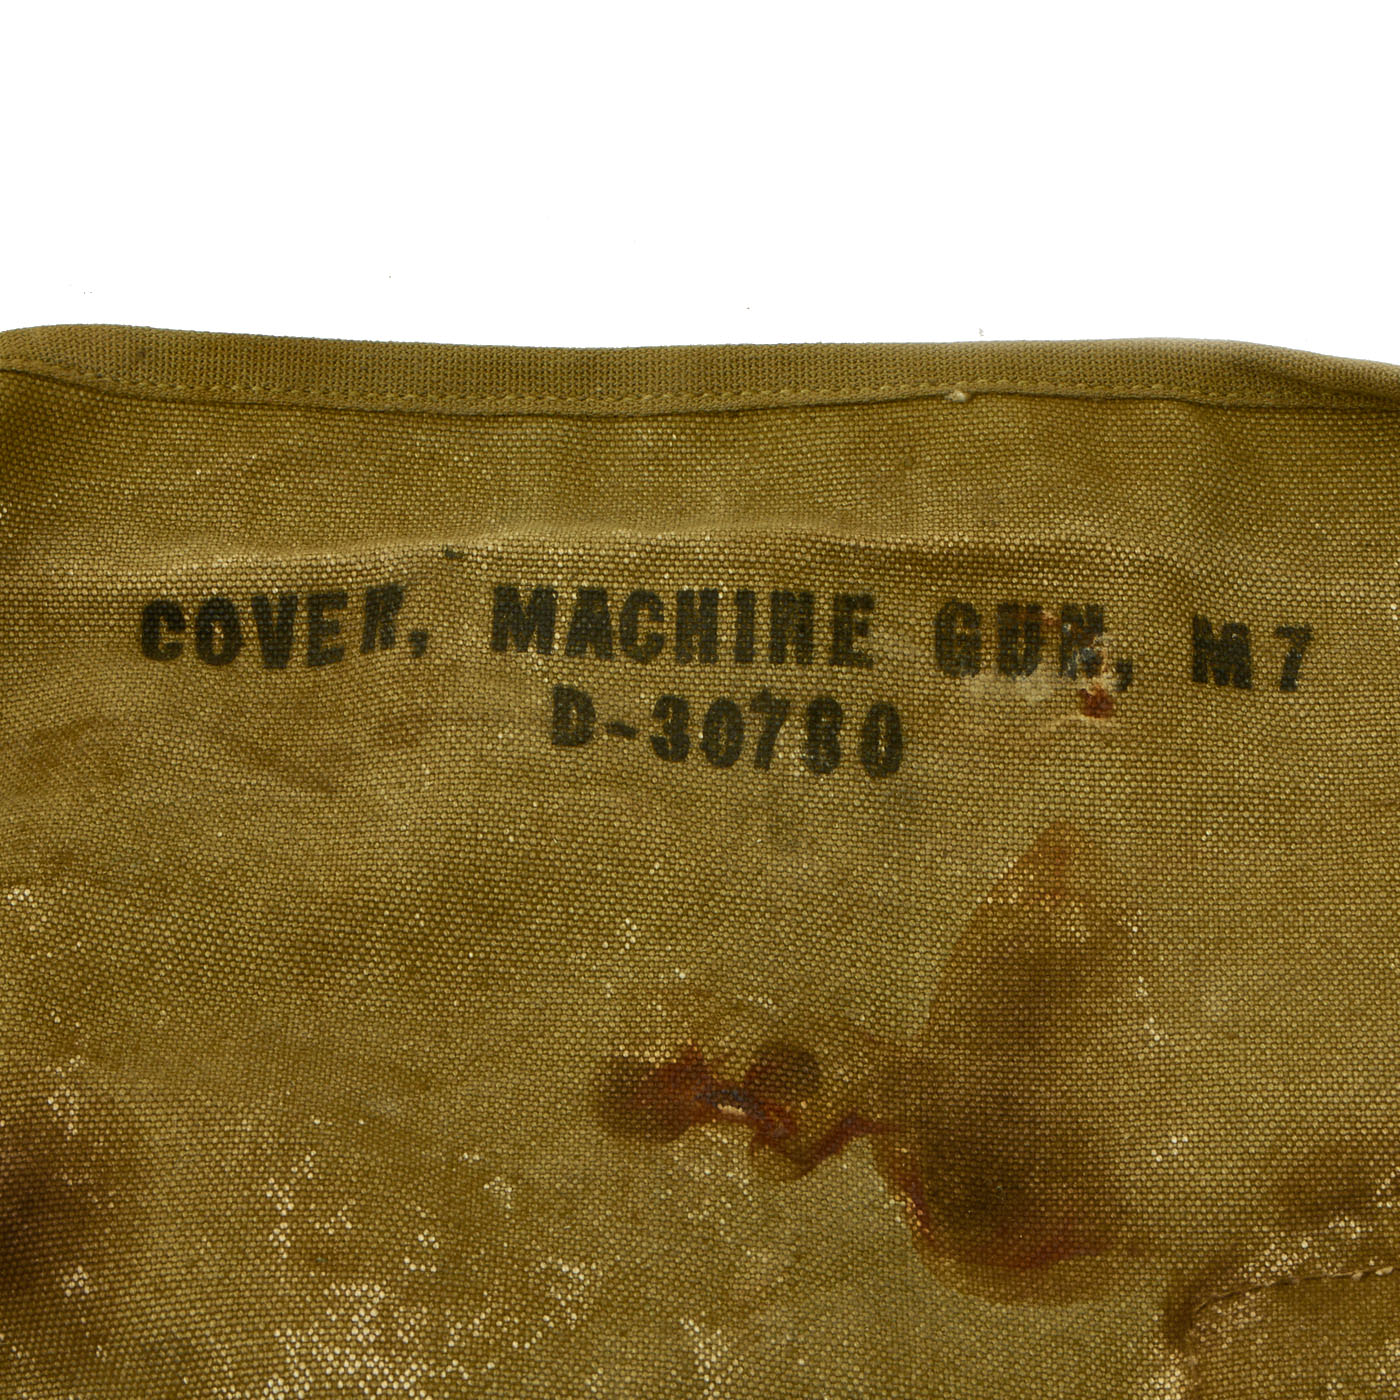 COVER, MACHINE GUN, M7
D-30780